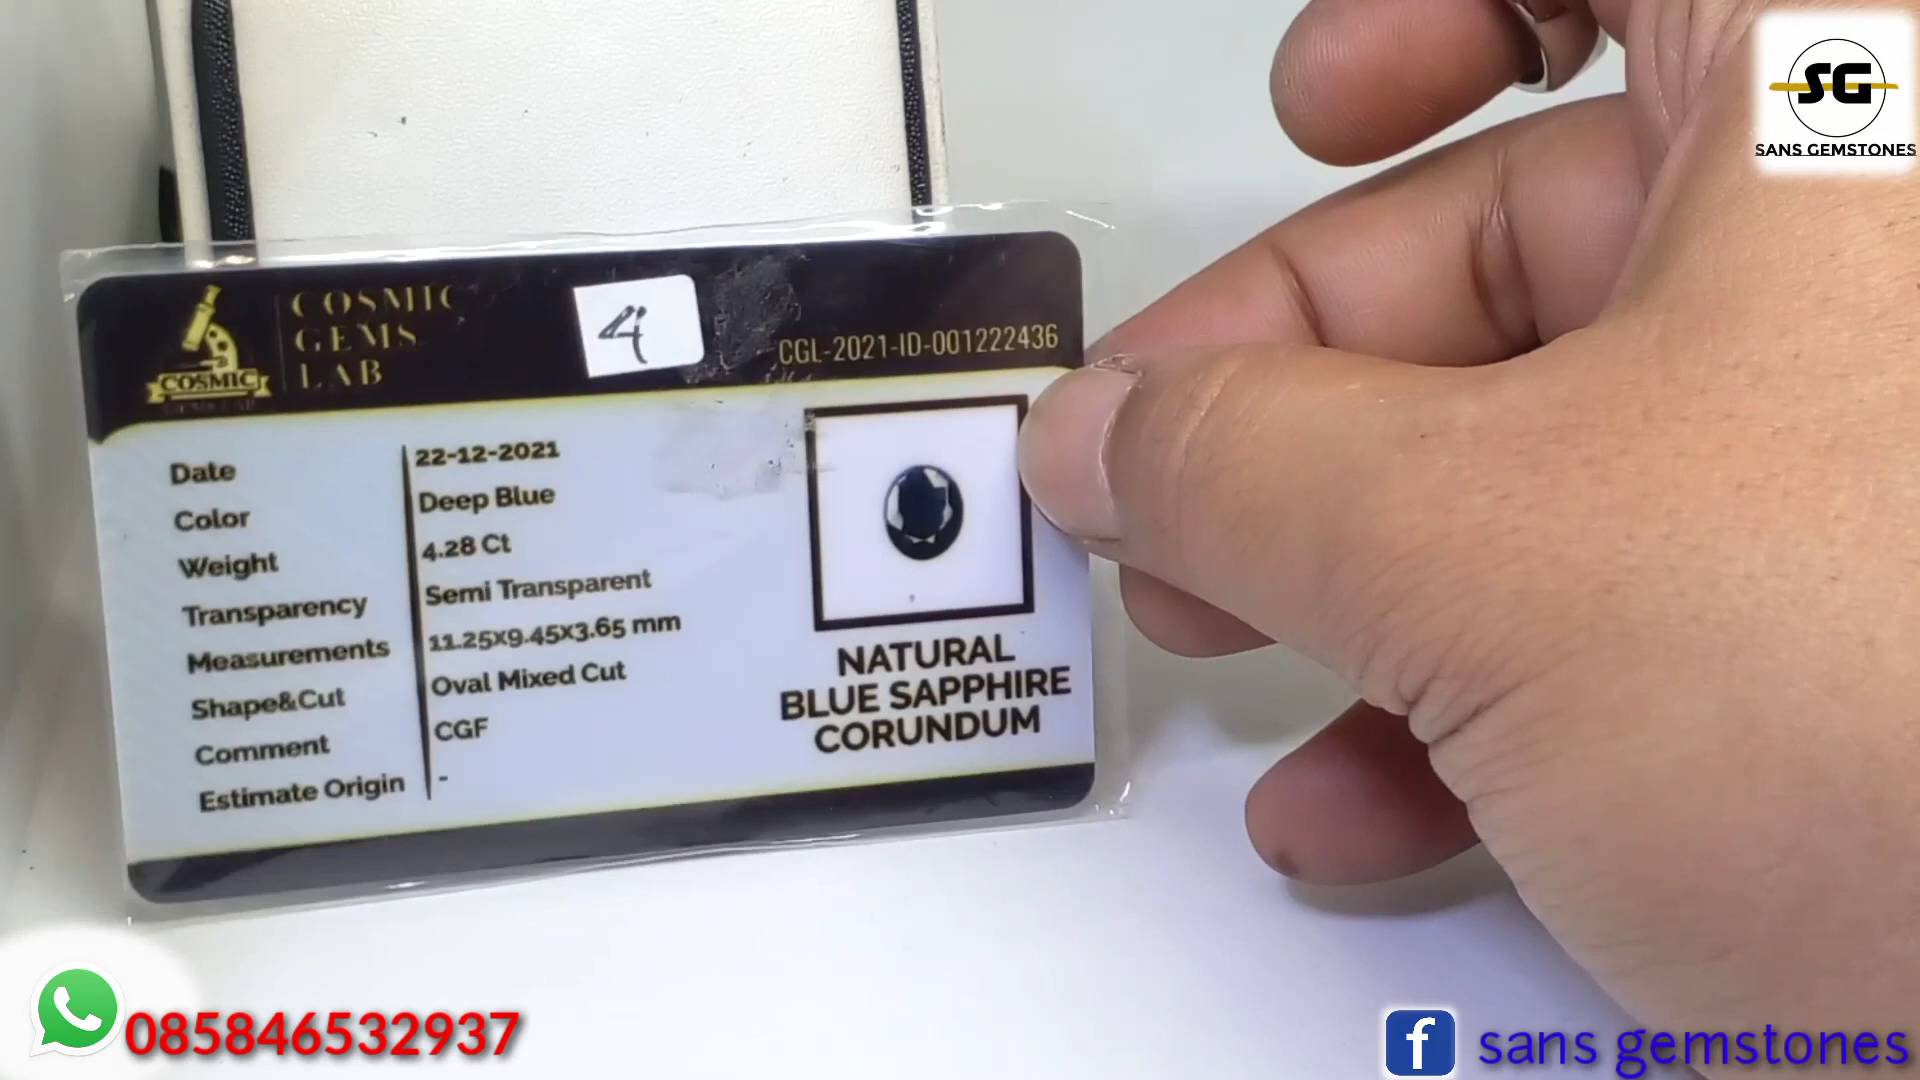 SG
SANS GEMSTONES
COSMIC
GEMS
LAB
COSMIC
4
CGL-2021-ID-001222436
Date 22-12-2021
Color Deep Blue
Weight 4.28 Ct
Transparency Semi Transparent
Measurements 11.25x9.45x3.65 mm
Shape&Cut Oval Mixed Cut
Comment CGF
Estimate Origin -
NATURAL
BLUE SAPPHIRE
CORUNDUM
085846532937
f sans gemstones